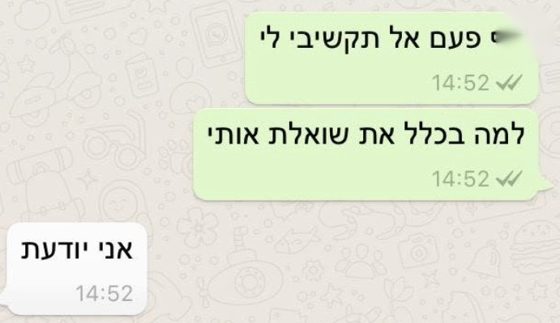 פעם אל תקשיבי לי
14:52
למה בכלל את שואלת אותי
14:52
אני יודעת
14:52